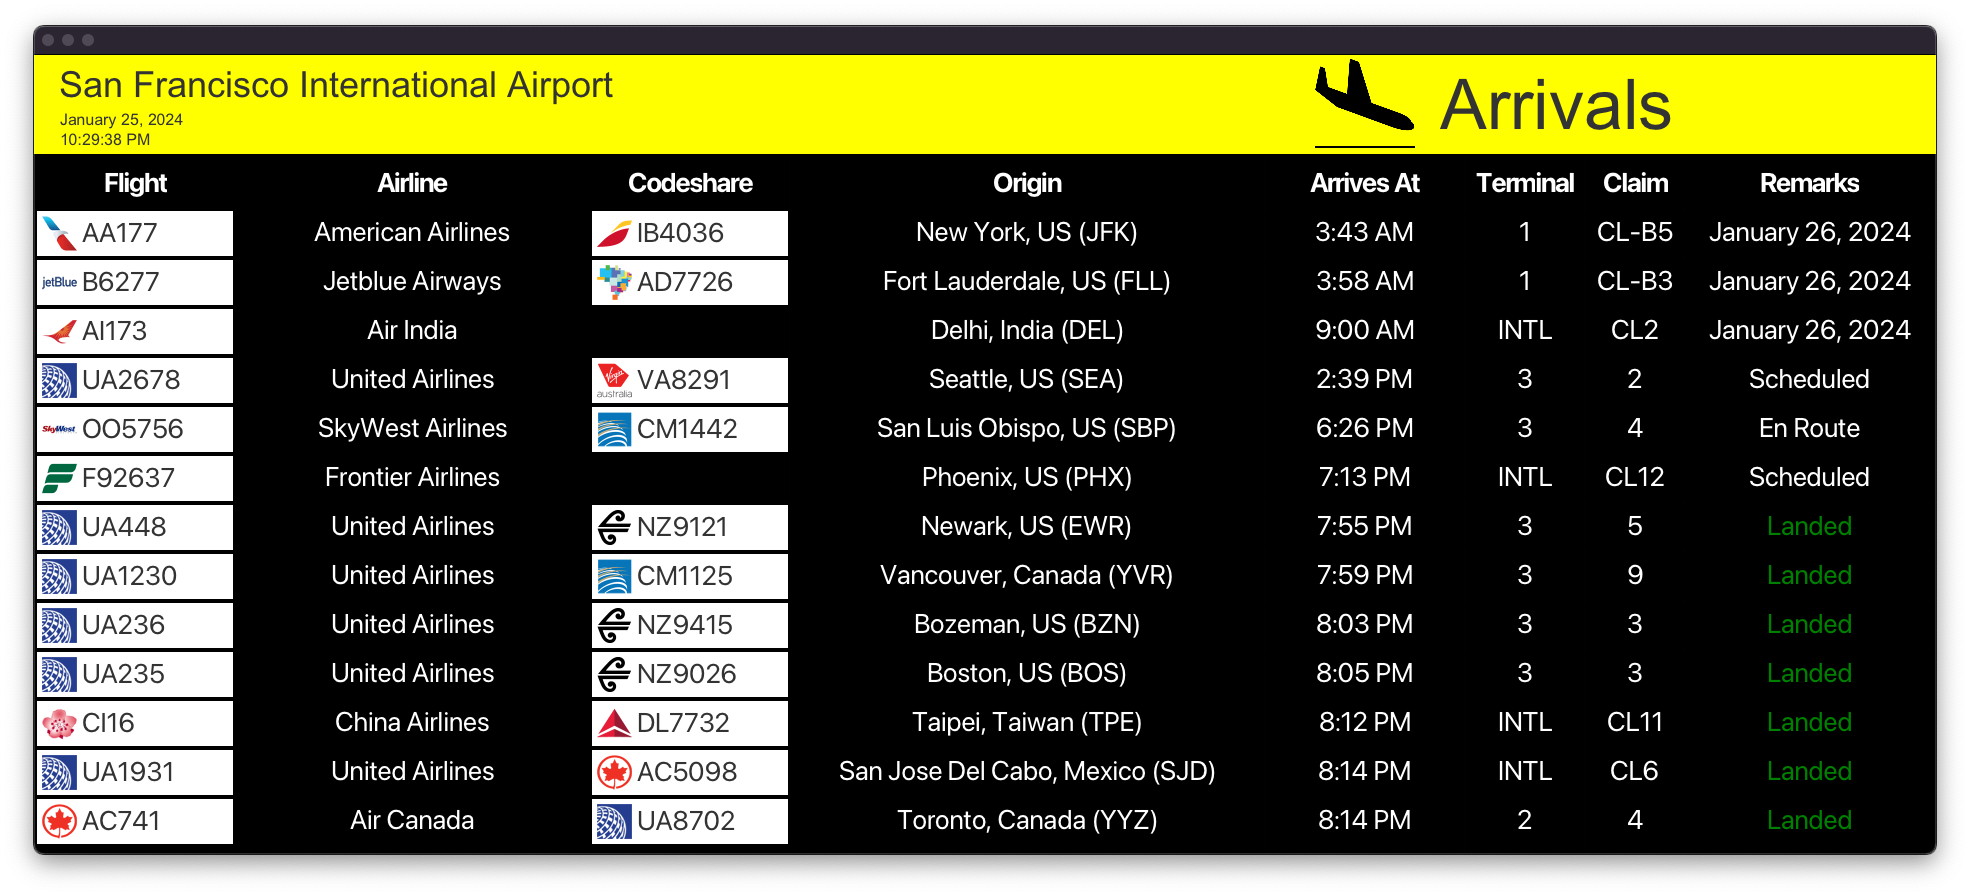 San Francisco International Airport
January 25, 2024
10:29:38 PM
Arrivals
Flight Airline Codeshare Origin Arrives At Terminal Claim Remarks
AA177 American Airlines IB4036 New York, US (JFK) 3:43 AM 1 CL-B5 January 26, 2024
jetBlue B6277 Jetblue Airways AD7726 Fort Lauderdale, US (FLL) 3:58 AM 1 CL-B3 January 26, 2024
AI173 Air India Delhi, India (DEL) 9:00 AM INTL CL2 January 26, 2024
UA2678 United Airlines Virgin australia VA8291 Seattle, US (SEA) 2:39 PM 3 2 Scheduled
SkyWest OO5756 SkyWest Airlines CM1442 San Luis Obispo, US (SBP) 6:26 PM 3 4 En Route
F92637 Frontier Airlines Phoenix, US (PHX) 7:13 PM INTL CL12 Scheduled
UA448 United Airlines NZ9121 Newark, US (EWR) 7:55 PM 3 5 Landed
UA1230 United Airlines CM1125 Vancouver, Canada (YVR) 7:59 PM 3 9 Landed
UA236 United Airlines NZ9415 Bozeman, US (BZN) 8:03 PM 3 3 Landed
UA235 United Airlines NZ9026 Boston, US (BOS) 8:05 PM 3 3 Landed
CI16 China Airlines DL7732 Taipei, Taiwan (TPE) 8:12 PM INTL CL11 Landed
UA1931 United Airlines AC5098 San Jose Del Cabo, Mexico (SJD) 8:14 PM INTL CL6 Landed
AC741 Air Canada UA8702 Toronto, Canada (YYZ) 8:14 PM 2 4 Landed